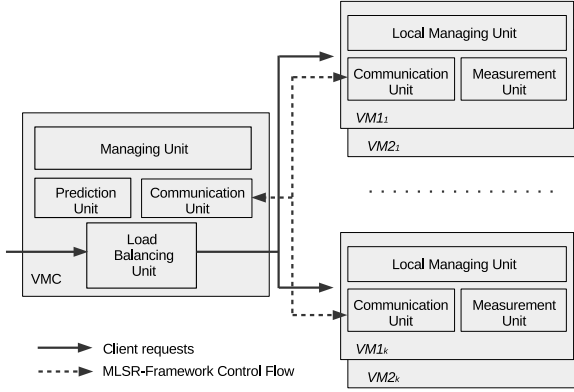 Local Managing Unit
Communication
Unit
Measurement
Unit
VM1₁
VM2₁
Managing Unit
Prediction
Unit
Communication
Unit
Load
Balancing
Unit
VMC
Local Managing Unit
Communication
Unit
Measurement
Unit
VM1ₖ
VM2ₖ
Client requests
MLSR-Framework Control Flow